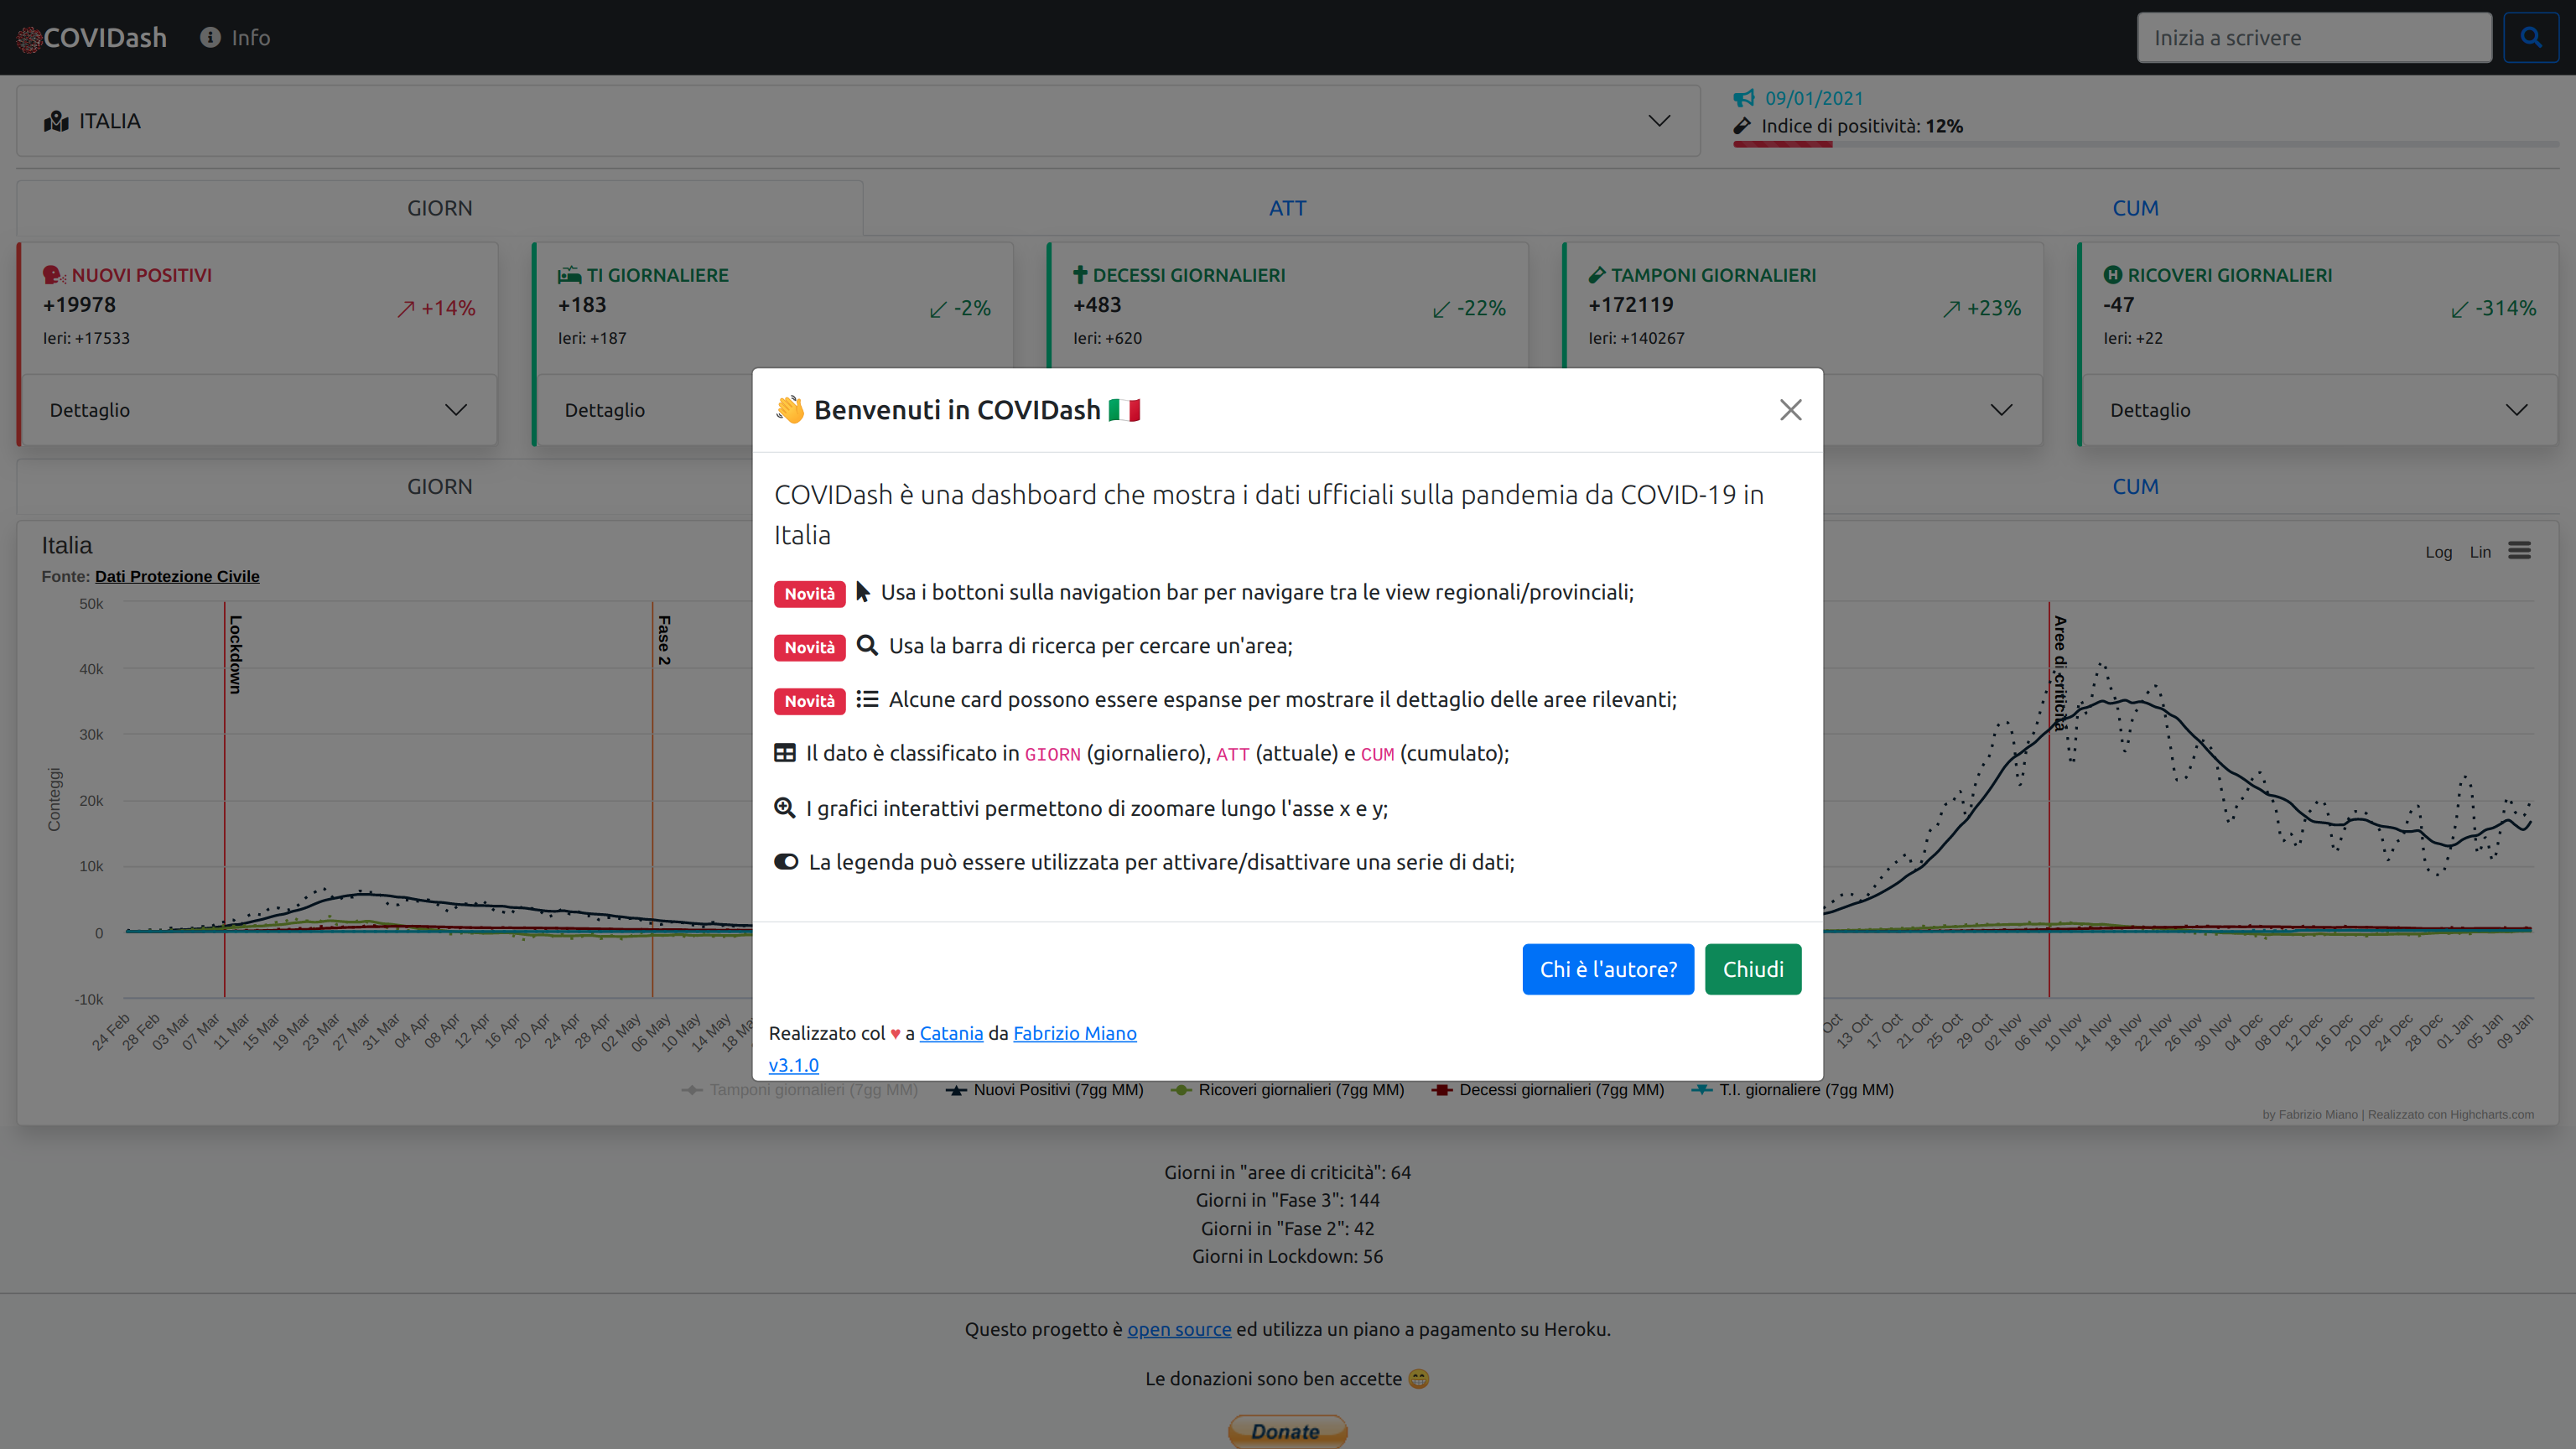 COVIDash
Info
Inizia a scrivere
ITALIA
09/01/2021
Indice di positività: 12%
GIORN
ATT
CUM
NUOVI POSITIVI
+19978
+14%
Ieri: +17533
Dettaglio
TI GIORNALIERE
+183
-2%
Ieri: +187
Dettaglio
DECESSI GIORNALIERI
+483
-22%
Ieri: +620
TAMPONI GIORNALIERI
+172119
+23%
Ieri: +140267
RICOVERI GIORNALIERI
-47
-314%
Ieri: +22
Dettaglio
👋 Benvenuti in COVIDash 🇮🇹
COVIDash è una dashboard che mostra i dati ufficiali sulla pandemia da COVID-19 in
Italia
Novità Usa i bottoni sulla navigation bar per navigare tra le view regionali/provinciali;
Novità Usa la barra di ricerca per cercare un'area;
Novità Alcune card possono essere espanse per mostrare il dettaglio delle aree rilevanti;
Il dato è classificato in GIORN (giornaliero), ATT (attuale) e CUM (cumulato);
I grafici interattivi permettono di zoomare lungo l'asse x e y;
La legenda può essere utilizzata per attivare/disattivare una serie di dati;
Chi è l'autore?
Chiudi
Realizzato col ♥ a Catania da Fabrizio Miano
v3.1.0
GIORN
CUM
Italia
Fonte: Dati Protezione Civile
Log
Lin
Conteggi
50k
40k
30k
20k
10k
0
-10k
Lockdown
Fase 2
Aree di criticità
24 Feb
28 Feb
03 Mar
07 Mar
11 Mar
15 Mar
19 Mar
23 Mar
27 Mar
31 Mar
04 Apr
08 Apr
12 Apr
16 Apr
20 Apr
24 Apr
28 Apr
02 May
06 May
10 May
14 May
18 Ma
Oct
13 Oct
17 Oct
21 Oct
25 Oct
29 Oct
02 Nov
06 Nov
10 Nov
14 Nov
18 Nov
22 Nov
26 Nov
30 Nov
04 Dec
08 Dec
12 Dec
16 Dec
20 Dec
24 Dec
28 Dec
01 Jan
05 Jan
09 Jan
Tamponi giornalieri (7gg MM)
Nuovi Positivi (7gg MM)
Ricoveri giornalieri (7gg MM)
Decessi giornalieri (7gg MM)
T.I. giornaliere (7gg MM)
by Fabrizio Miano | Realizzato con Highcharts.com
Giorni in "aree di criticità": 64
Giorni in "Fase 3": 144
Giorni in "Fase 2": 42
Giorni in Lockdown: 56
Questo progetto è open source ed utilizza un piano a pagamento su Heroku.
Le donazioni sono ben accette 😁
Donate